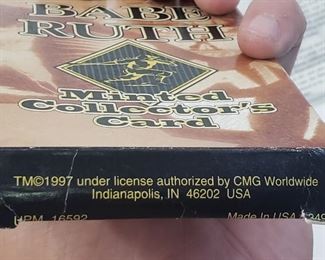 BABE
RUTH
Minted
Collector's
Card
TM©1997 under license authorized by CMG Worldwide
Indianapolis, IN 46202 USA
16592 Made In USA